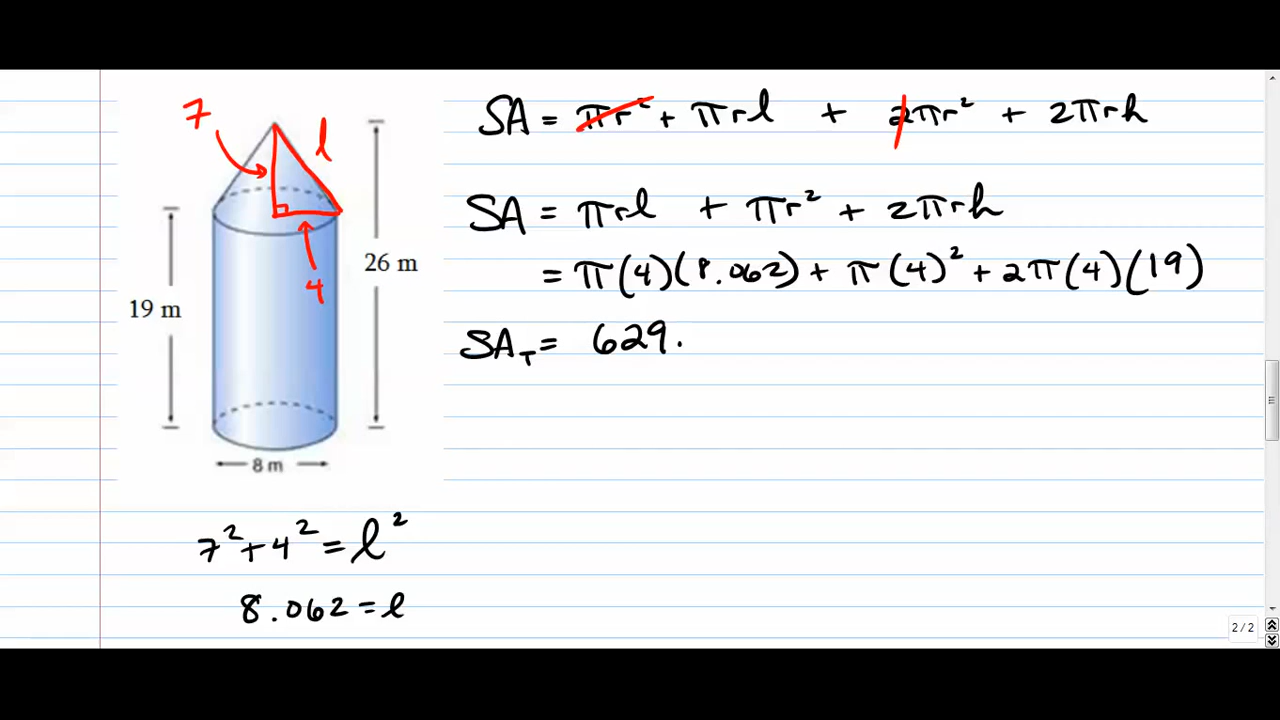 SA = πr² + πrl + 2πr² + 2πrh
7
l
SA = πrl + πr² + 2πrh
26 m
= π(4)(8.062) + π(4)² + 2π(4)(19)
4
19 m
SA_T = 629.
8 m
7² + 4² = l²
8.062 = l
2 / 2